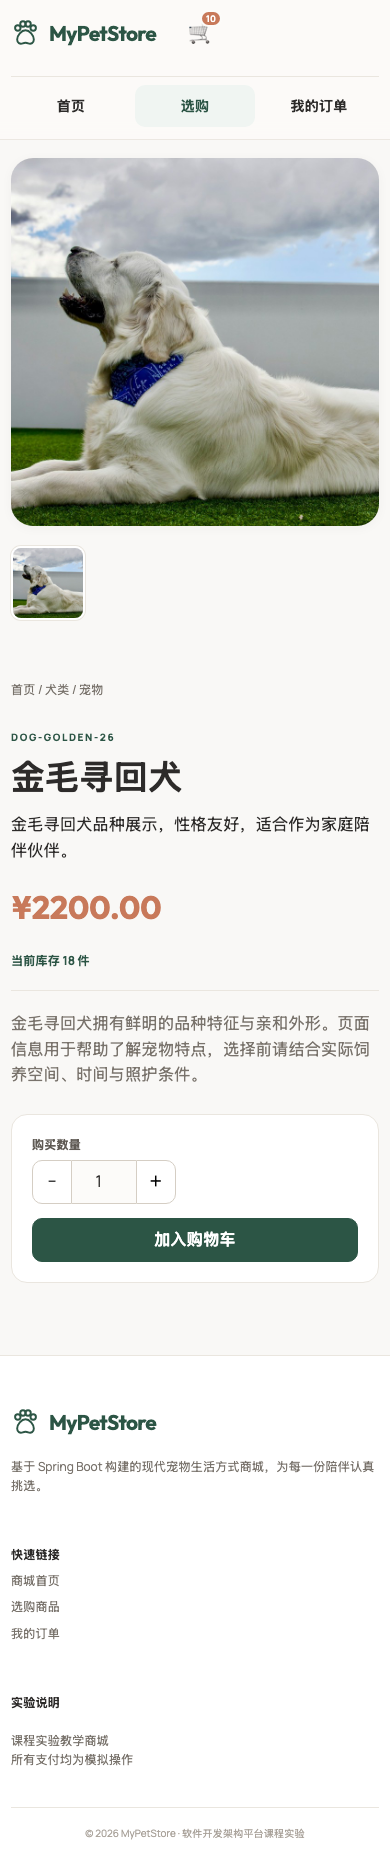 MyPetStore
10
首页
选购
我的订单
首页 / 犬类 / 宠物
DOG-GOLDEN-26
金毛寻回犬
金毛寻回犬品种展示，性格友好，适合作为家庭陪
伴伙伴。
¥2200.00
当前库存 18 件
金毛寻回犬拥有鲜明的品种特征与亲和外形。页面
信息用于帮助了解宠物特点，选择前请结合实际饲
养空间、时间与照护条件。
购买数量
- 1 +
加入购物车
MyPetStore
基于 Spring Boot 构建的现代宠物生活方式商城，为每一份陪伴认真
挑选。
快速链接
商城首页
选购商品
我的订单
实验说明
课程实验教学商城
所有支付均为模拟操作
© 2026 MyPetStore · 软件开发架构平台课程实验